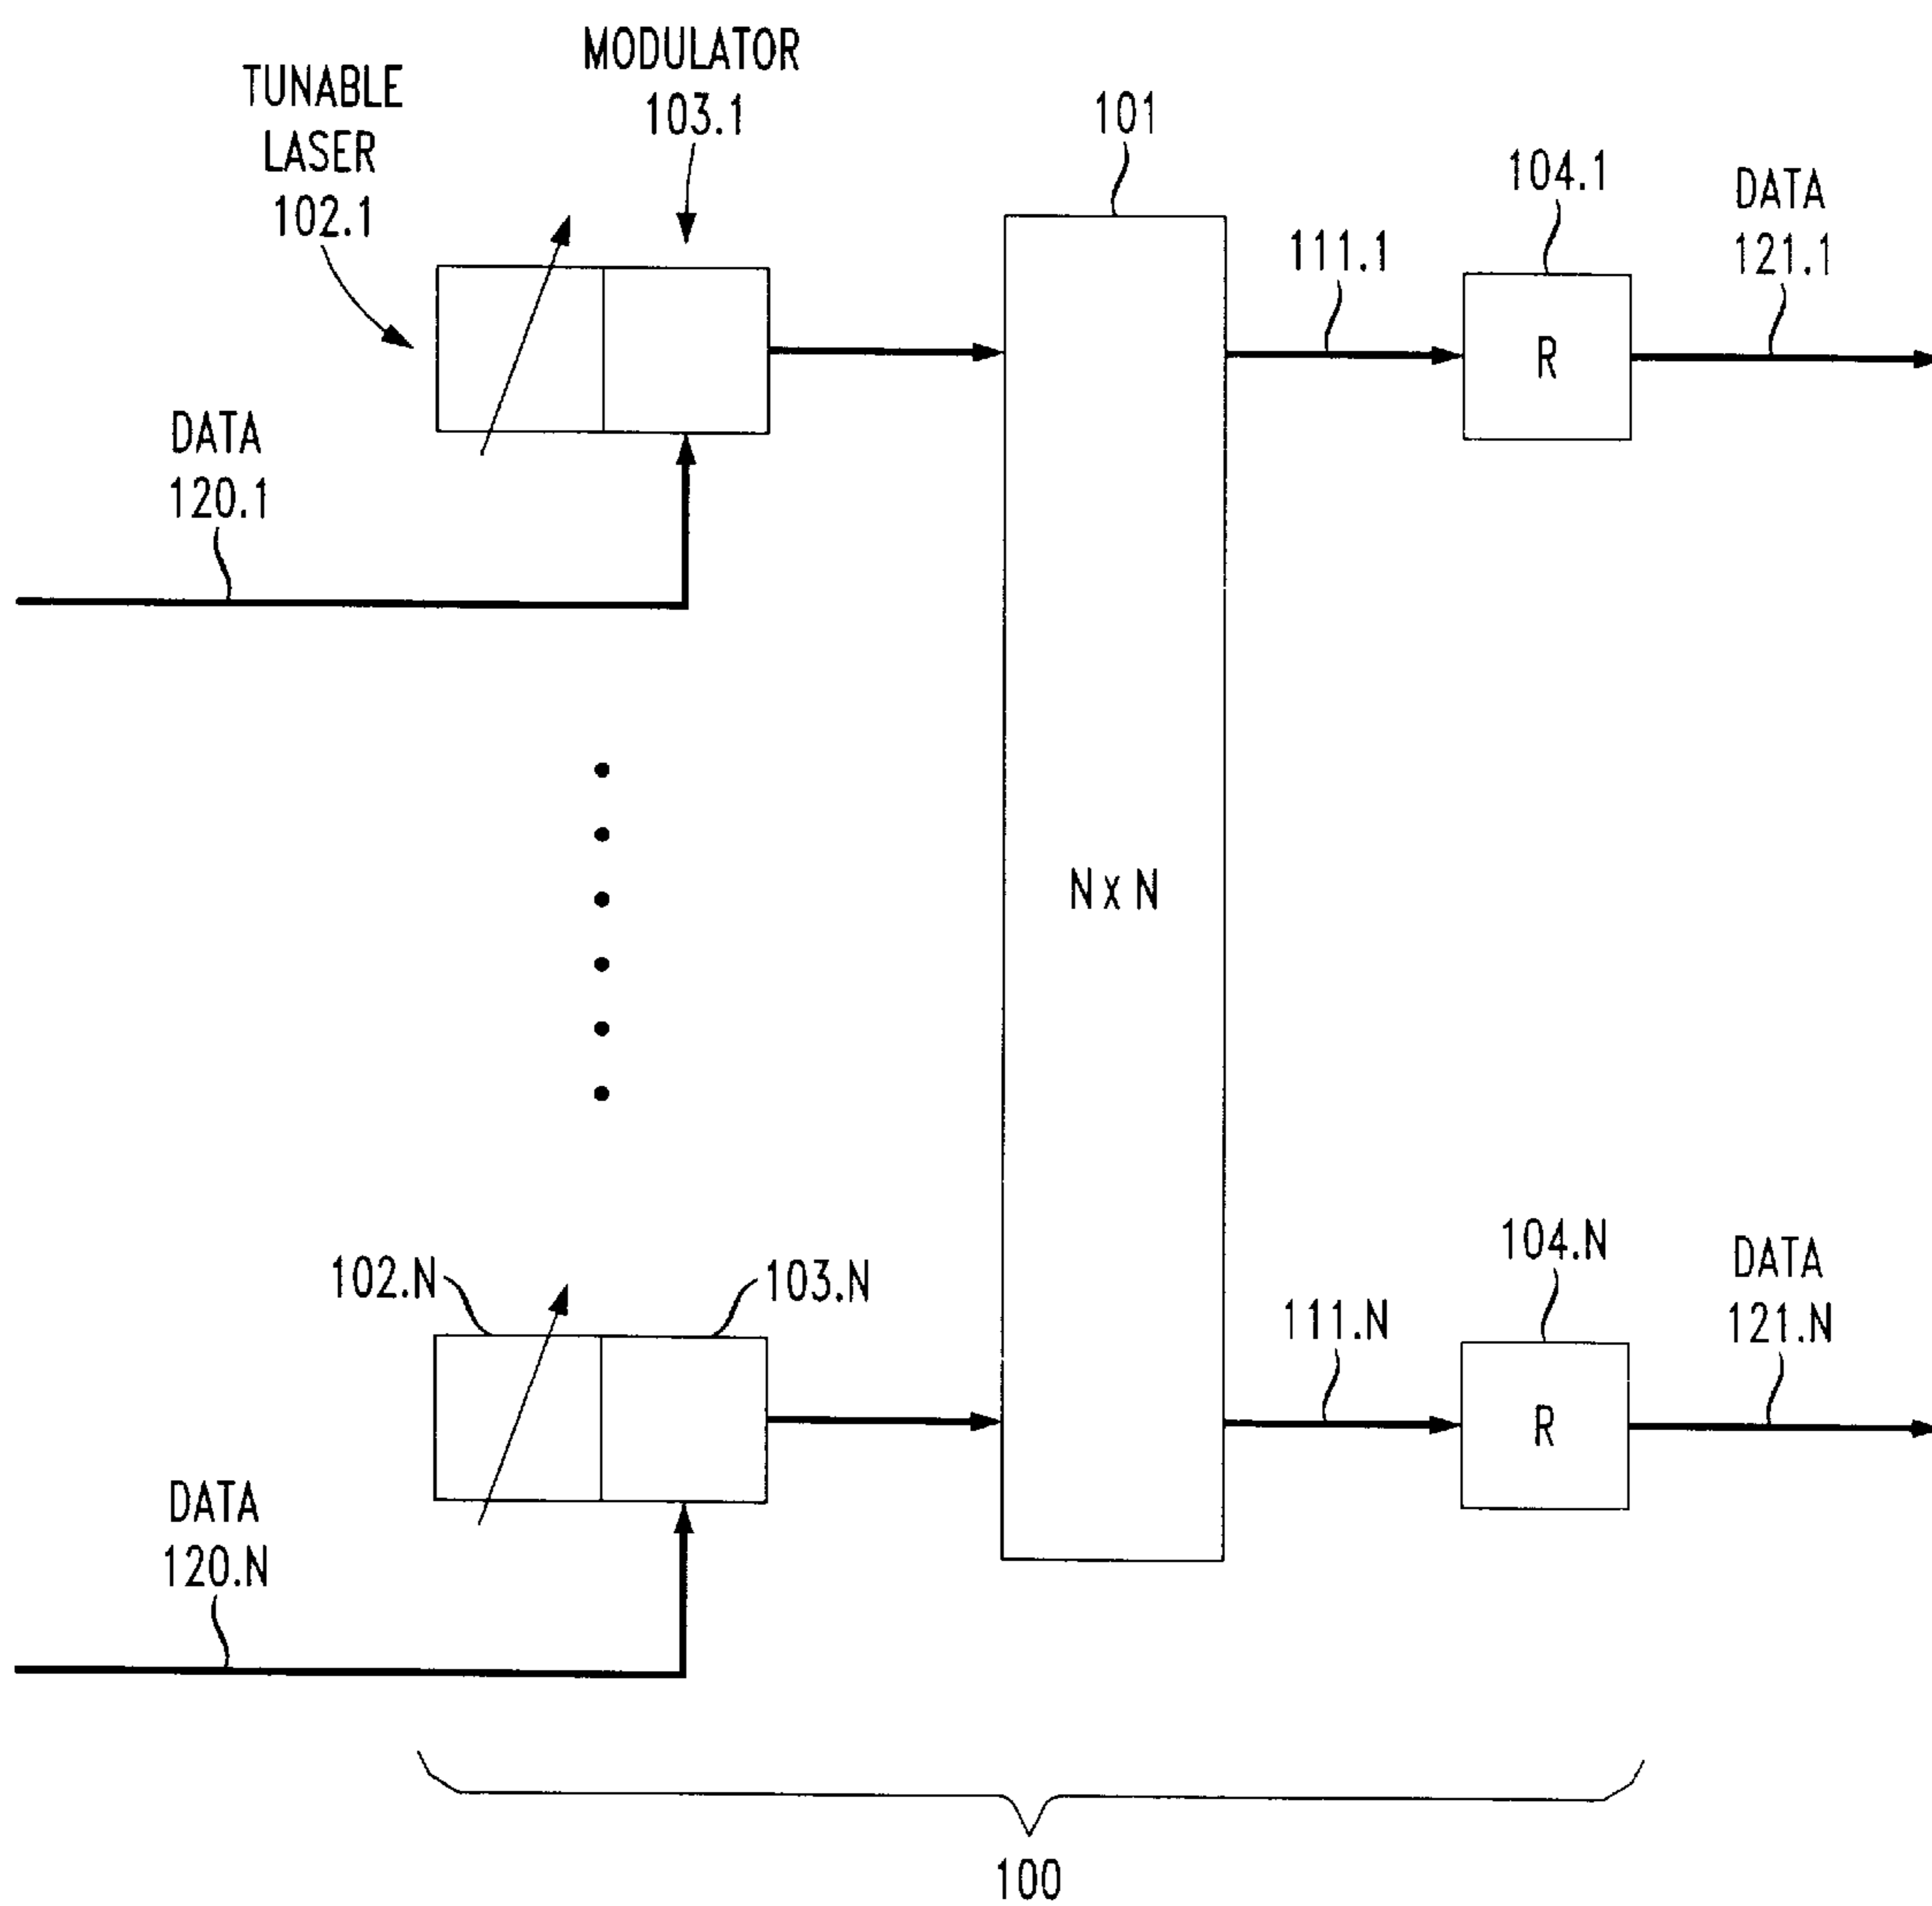 TUNABLE
LASER
102.1
MODULATOR
103.1
101
111.1
104.1
R
DATA
121.1
DATA
120.1
N x N
102.N
103.N
111.N
104.N
R
DATA
121.N
DATA
120.N
100